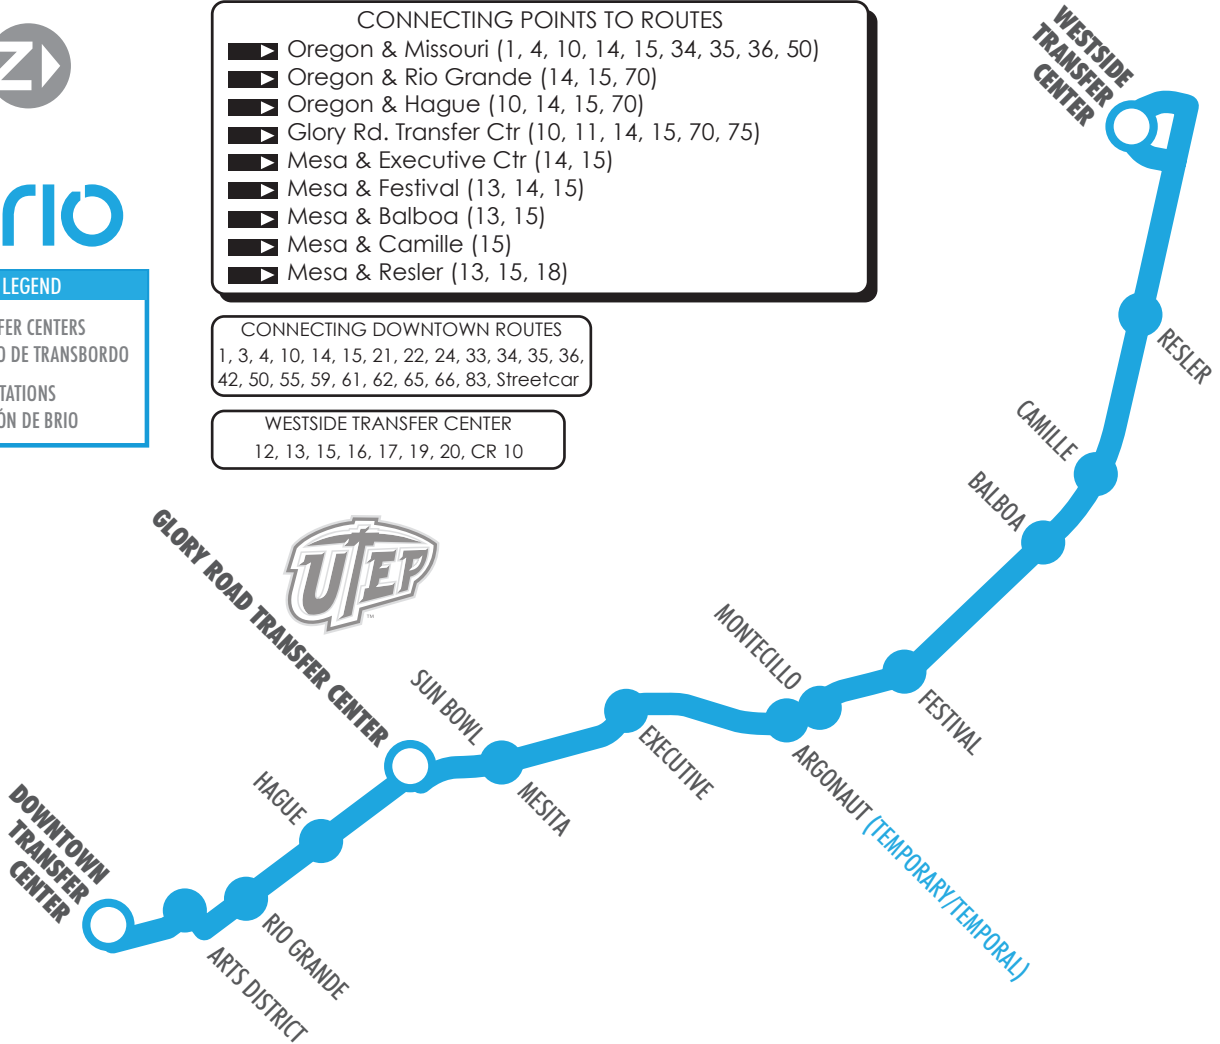 CONNECTING POINTS TO ROUTES
Oregon & Missouri (1, 4, 10, 14, 15, 34, 35, 36, 50)
Oregon & Rio Grande (14, 15, 70)
Oregon & Hague (10, 14, 15, 70)
Glory Rd. Transfer Ctr (10, 11, 14, 15, 70, 75)
Mesa & Executive Ctr (14, 15)
Mesa & Festival (13, 14, 15)
Mesa & Balboa (13, 15)
Mesa & Camille (15)
Mesa & Resler (13, 15, 18)
Z
rio
LEGEND
FER CENTERS
O DE TRANSBORDO
TATIONS
ÓN DE BRIO
CONNECTING DOWNTOWN ROUTES
1, 3, 4, 10, 14, 15, 21, 22, 24, 33, 34, 35, 36,
42, 50, 55, 59, 61, 62, 65, 66, 83, Streetcar
WESTSIDE TRANSFER CENTER
12, 13, 15, 16, 17, 19, 20, CR 10
WESTSIDE
TRANSFER
CENTER
RESLER
CAMILLE
BALBOA
UTEP
TM
GLORY ROAD TRANSFER CENTER
MONTECILLO
FESTIVAL
SUN BOWL
EXECUTIVE
ARGONAUT (TEMPORARY/TEMPORAL)
MESITA
HAGUE
DOWNTOWN
TRANSFER
CENTER
RIO GRANDE
ARTS DISTRICT